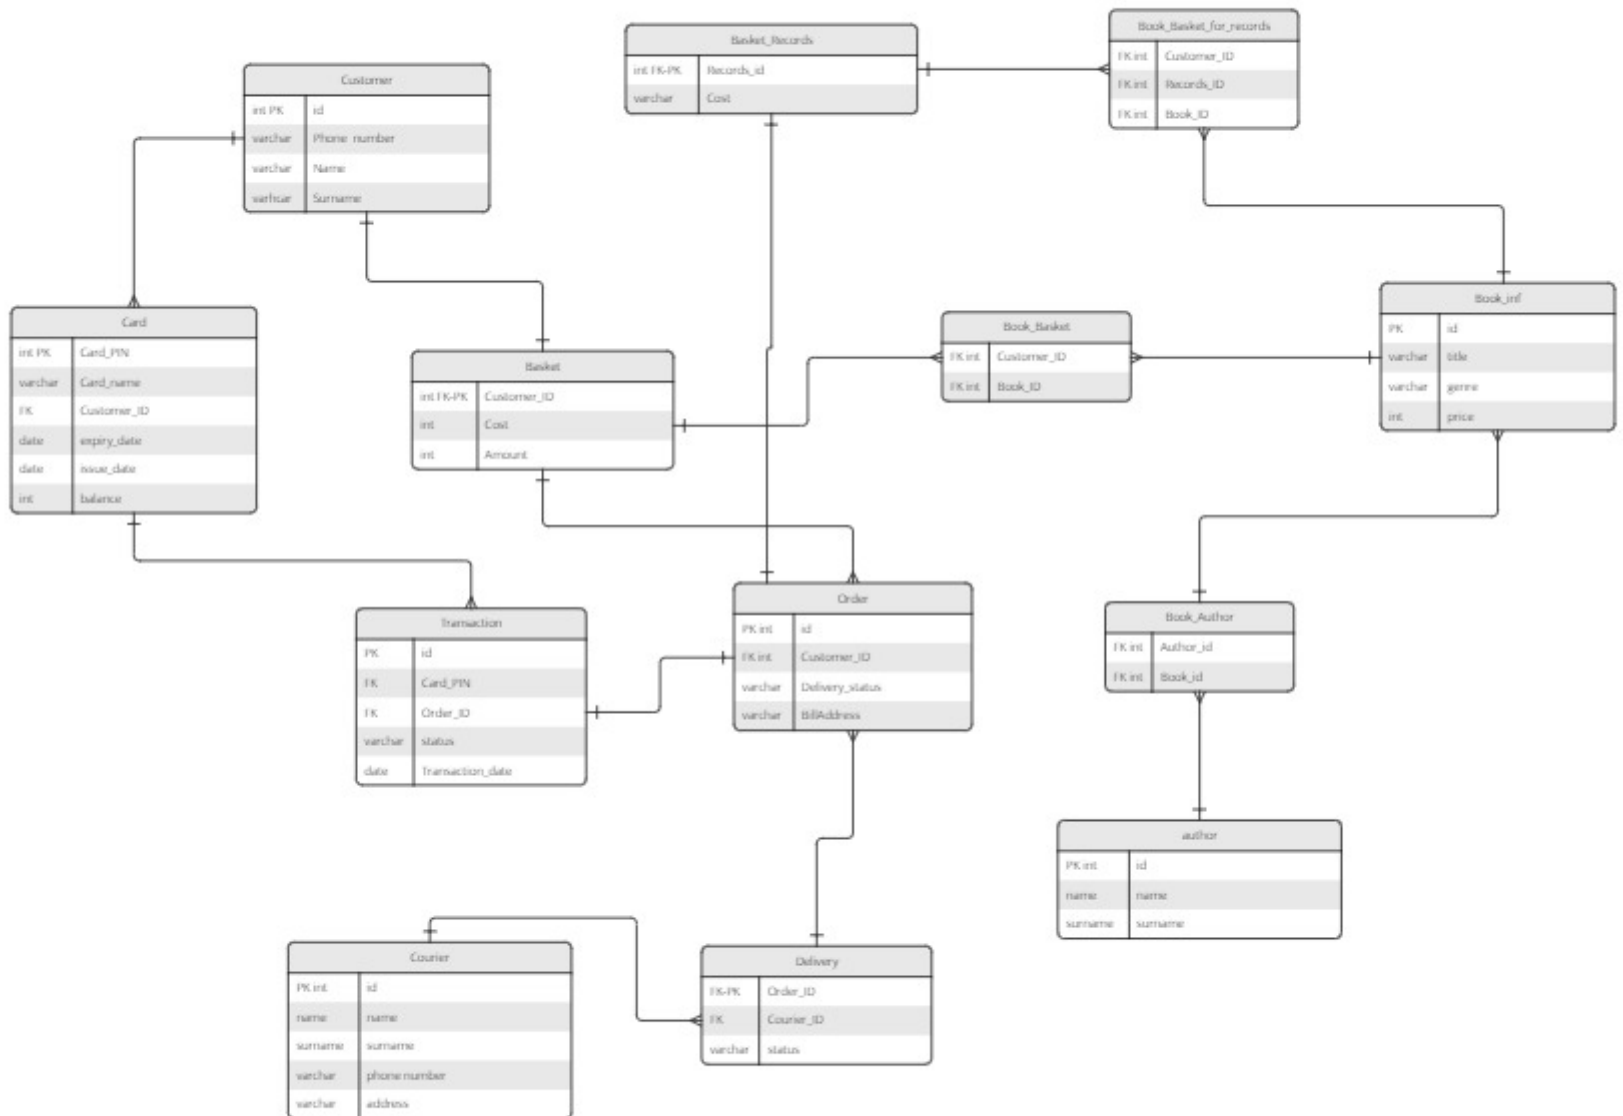 Basket_Records
int FK-PK Records_id
varchar Cost
Book_Basket_for_records
FK int Customer_ID
FK int Records_ID
FK int Book_ID
Customer
int PK id
varchar Phone number
varchar Name
varhcar Surname
Card
int PK Card_PIN
varchar Card_name
FK Customer_ID
date expiry_date
date issue_date
int balance
Basket
int FK-PK Customer_ID
int Cost
int Amount
Book_Basket
FK int Customer_ID
FK int Book_ID
Book_inf
PK id
varchar title
varchar genre
int price
Transaction
PK id
FK Card_PIN
FK Order_ID
varchar status
date Transaction_date
Order
PK int id
FK int Customer_ID
varchar Delivery_status
varchar BillAddress
Book_Author
FK int Author_id
FK int Book_id
author
PK int id
name name
surname surname
Courier
PK int id
name name
surname surname
varchar phone number
varchar address
Delivery
FK-PK Order_ID
FK Courier_ID
varchar status